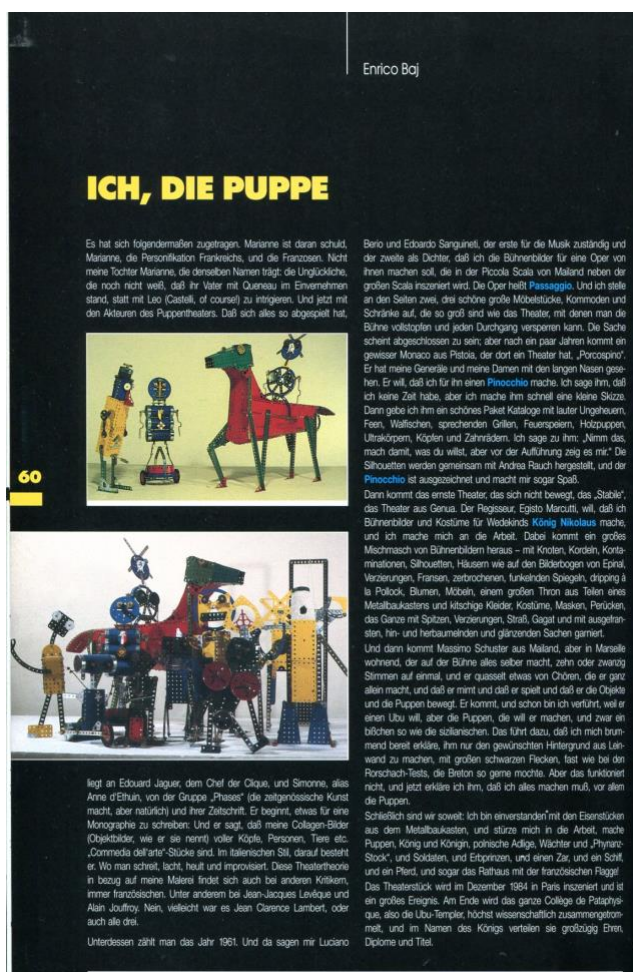 Enrico Baj
ICH, DIE PUPPE
Es hat sich folgendermaßen zugetragen. Marianne ist daran schuld,
Marianne, die Personifikation Frankreichs, und die Franzosen. Nicht
meine Tochter Marianne, die denselben Namen trägt: die Unglückliche,
die noch nicht weiß, daß ihr Vater mit Queneau im Einvernehmen
stand, statt mit Leo (Castelli, of course!) zu intrigieren. Und jetzt mit
den Akteuren des Puppentheaters. Daß sich alles so abgespielt hat,
60
liegt an Edouard Jaguer, dem Chef der Clique, und Simonne, alias
Anne d'Ethuin, von der Gruppe „Phases" (die zeitgenössische Kunst
macht, aber natürlich) und ihrer Zeitschrift. Er beginnt, etwas für eine
Monographie zu schreiben: Und er sagt, daß meine Collagen-Bilder
(Objektbilder, wie er sie nennt) voller Köpfe, Personen, Tiere etc.
„Commedia dell'arte"-Stücke sind. Im italienischen Stil, darauf besteht
er. Wo man schreit, lacht, heult und improvisiert. Diese Theatertheorie
in bezug auf meine Malerei findet sich auch bei anderen Kritikern,
immer französischen. Unter anderem bei Jean-Jacques Levêque und
Alain Jouffroy. Nein, vielleicht war es Jean Clarence Lambert, oder
auch alle drei.
Unterdessen zählt man das Jahr 1961. Und da sagen mir Luciano
Berio und Edoardo Sanguineti, der erste für die Musik zuständig und
der zweite als Dichter, daß ich die Bühnenbilder für eine Oper von
ihnen machen soll, die in der Piccola Scala von Mailand neben der
großen Scala inszeniert wird. Die Oper heißt Passaggio. Und ich stelle
an den Seiten zwei, drei schöne große Möbelstücke, Kommoden und
Schränke auf, die so groß sind wie das Theater, mit denen man die
Bühne vollstopfen und jeden Durchgang versperren kann. Die Sache
scheint abgeschlossen zu sein; aber nach ein paar Jahren kommt ein
gewisser Monaco aus Pistoia, der dort ein Theater hat, „Porcospino".
Er hat meine Generäle und meine Damen mit den langen Nasen gese-
hen. Er will, daß ich für ihn einen Pinocchio mache. Ich sage ihm, daß
ich keine Zeit habe, aber ich mache ihm schnell eine kleine Skizze.
Dann gebe ich ihm ein schönes Paket Kataloge mit lauter Ungeheuern,
Feen, Walfischen, sprechenden Grillen, Feuerspeiern, Holzpuppen,
Ultrakörpern, Köpfen und Zahnrädern. Ich sage zu ihm: „Nimm das,
mach damit, was du willst, aber vor der Aufführung zeig es mir." Die
Silhouetten werden gemeinsam mit Andrea Rauch hergestellt, und der
Pinocchio ist ausgezeichnet und macht mir sogar Spaß.
Dann kommt das ernste Theater, das sich nicht bewegt, das „Stabile",
das Theater aus Genua. Der Regisseur, Egisto Marcutti, will, daß ich
Bühnenbilder und Kostüme für Wedekinds König Nikolaus mache,
und ich mache mich an die Arbeit. Dabei kommt ein großes
Mischmasch von Bühnenbildern heraus – mit Knoten, Kordeln, Konta-
minationen, Silhouetten, Häusern wie auf den Bilderbogen von Epinal,
Verzierungen, Fransen, zerbrochenen, funkelnden Spiegeln, dripping à
la Pollock, Blumen, Möbeln, einem großen Thron aus Teilen eines
Metallbaukastens und kitschige Kleider, Kostüme, Masken, Perücken,
das Ganze mit Spitzen, Verzierungen, Straß, Gagat und mit ausgefran-
sten, hin- und herbaumelnden und glänzenden Sachen garniert.
Und dann kommt Massimo Schuster aus Mailand, aber in Marseille
wohnend, der auf der Bühne alles selber macht, zehn oder zwanzig
Stimmen auf einmal, und er quasselt etwas von Chören, die er ganz
allein macht, und daß er mimt und daß er spielt und daß er die Objekte
und die Puppen bewegt. Er kommt, und schon bin ich verführt, weil er
einen Ubu will, aber die Puppen, die will er machen, und zwar ein
bißchen so wie die sizilianischen. Das führt dazu, daß ich mich brum-
mend bereit erkläre, ihm nur den gewünschten Hintergrund aus Lein-
wand zu machen, mit großen schwarzen Flecken, fast wie bei den
Rorschach-Tests, die Breton so gerne mochte. Aber das funktioniert
nicht, und jetzt erkläre ich ihm, daß ich alles machen muß, vor allem
die Puppen.
Schließlich sind wir soweit: Ich bin einverstanden mit den Eisenstücken
aus dem Metallbaukasten, und stürze mich in die Arbeit, mache
Puppen, König und Königin, polnische Adlige, Wächter und „Phynanz-
Stock", und Soldaten, und Erbprinzen, und einen Zar, und ein Schiff,
und ein Pferd, und sogar das Rathaus mit der französischen Flagge!
Das Theaterstück wird im Dezember 1984 in Paris inszeniert und ist
ein großes Ereignis. Am Ende wird das ganze Collège de Pataphysi-
que, also die Ubu-Templer, höchst wissenschaftlich zusammengetrom-
melt, und im Namen des Königs verteilen sie großzügig Ehren,
Diplome und Titel.